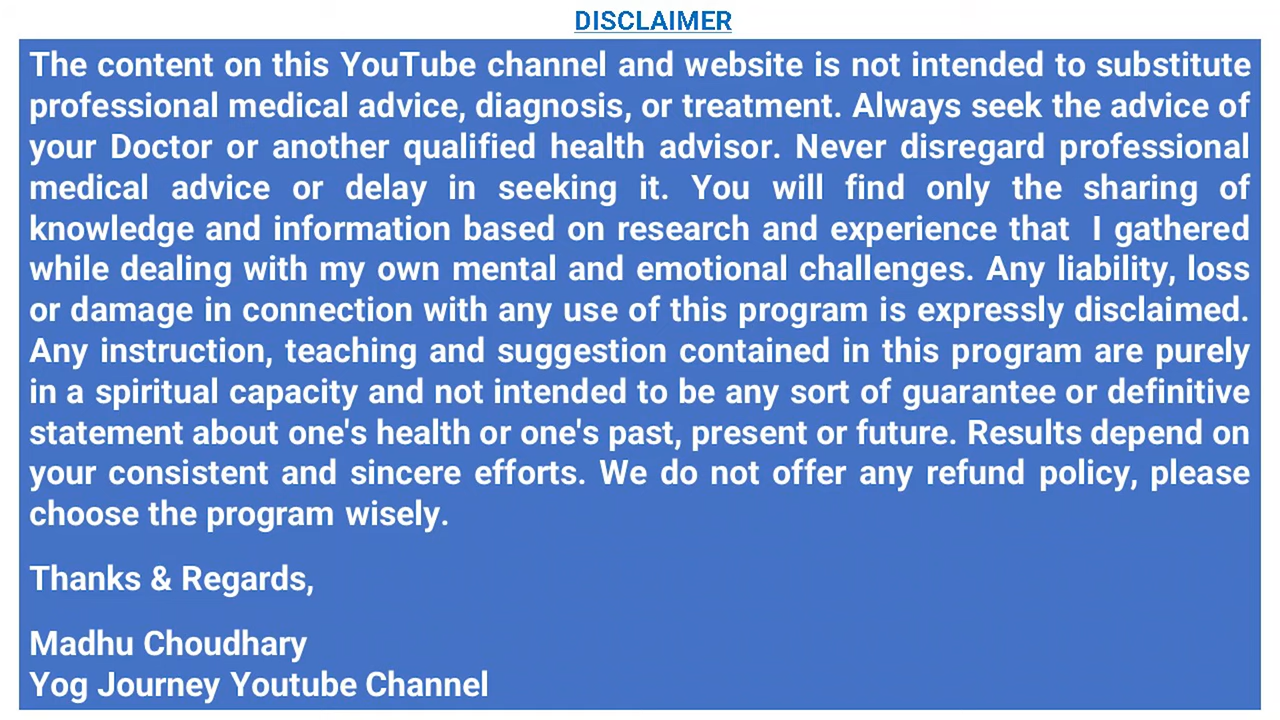 DISCLAIMER
The content on this YouTube channel and website is not intended to substitute
professional medical advice, diagnosis, or treatment. Always seek the advice of
your Doctor or another qualified health advisor. Never disregard professional
medical advice or delay in seeking it. You will find only the sharing of
knowledge and information based on research and experience that I gathered
while dealing with my own mental and emotional challenges. Any liability, loss
or damage in connection with any use of this program is expressly disclaimed.
Any instruction, teaching and suggestion contained in this program are purely
in a spiritual capacity and not intended to be any sort of guarantee or definitive
statement about one's health or one's past, present or future. Results depend on
your consistent and sincere efforts. We do not offer any refund policy, please
choose the program wisely.
Thanks & Regards,
Madhu Choudhary
Yog Journey Youtube Channel